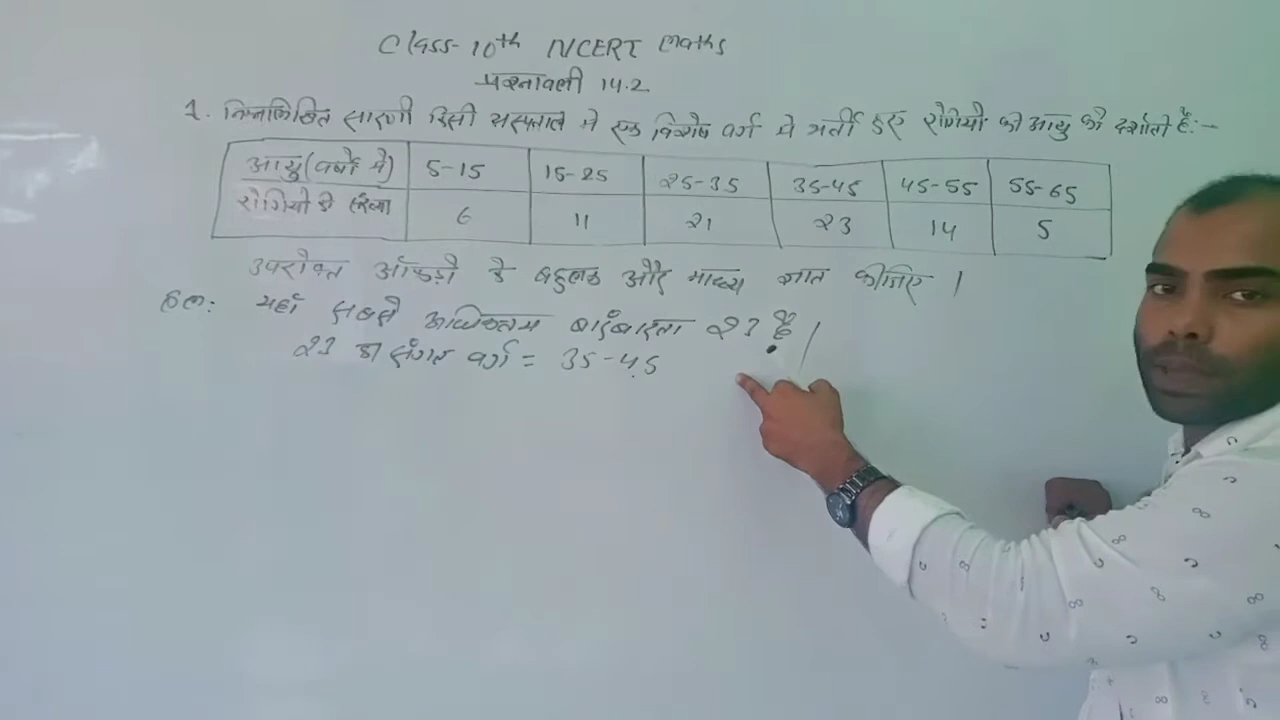 Class-10th NCERT Maths
प्रश्नावली 14.2
1. निम्नलिखित सारणी किसी अस्पताल मे एक विशेष वर्ष मे भर्ती हुए रोगियो की आयु को दर्शाती है:-
आयु(वर्षो मे) 5-15 15-25 25-35 35-45 45-55 55-65
रोगियो की संख्या 6 11 21 23 14 5
उपरोक्त आँकड़ो के बहुलक और माध्य ज्ञात कीजिए ।
हल: यहाँ सबसे अधिकतम बारंबारता 23 है ।
23 का संगत वर्ग = 35-45